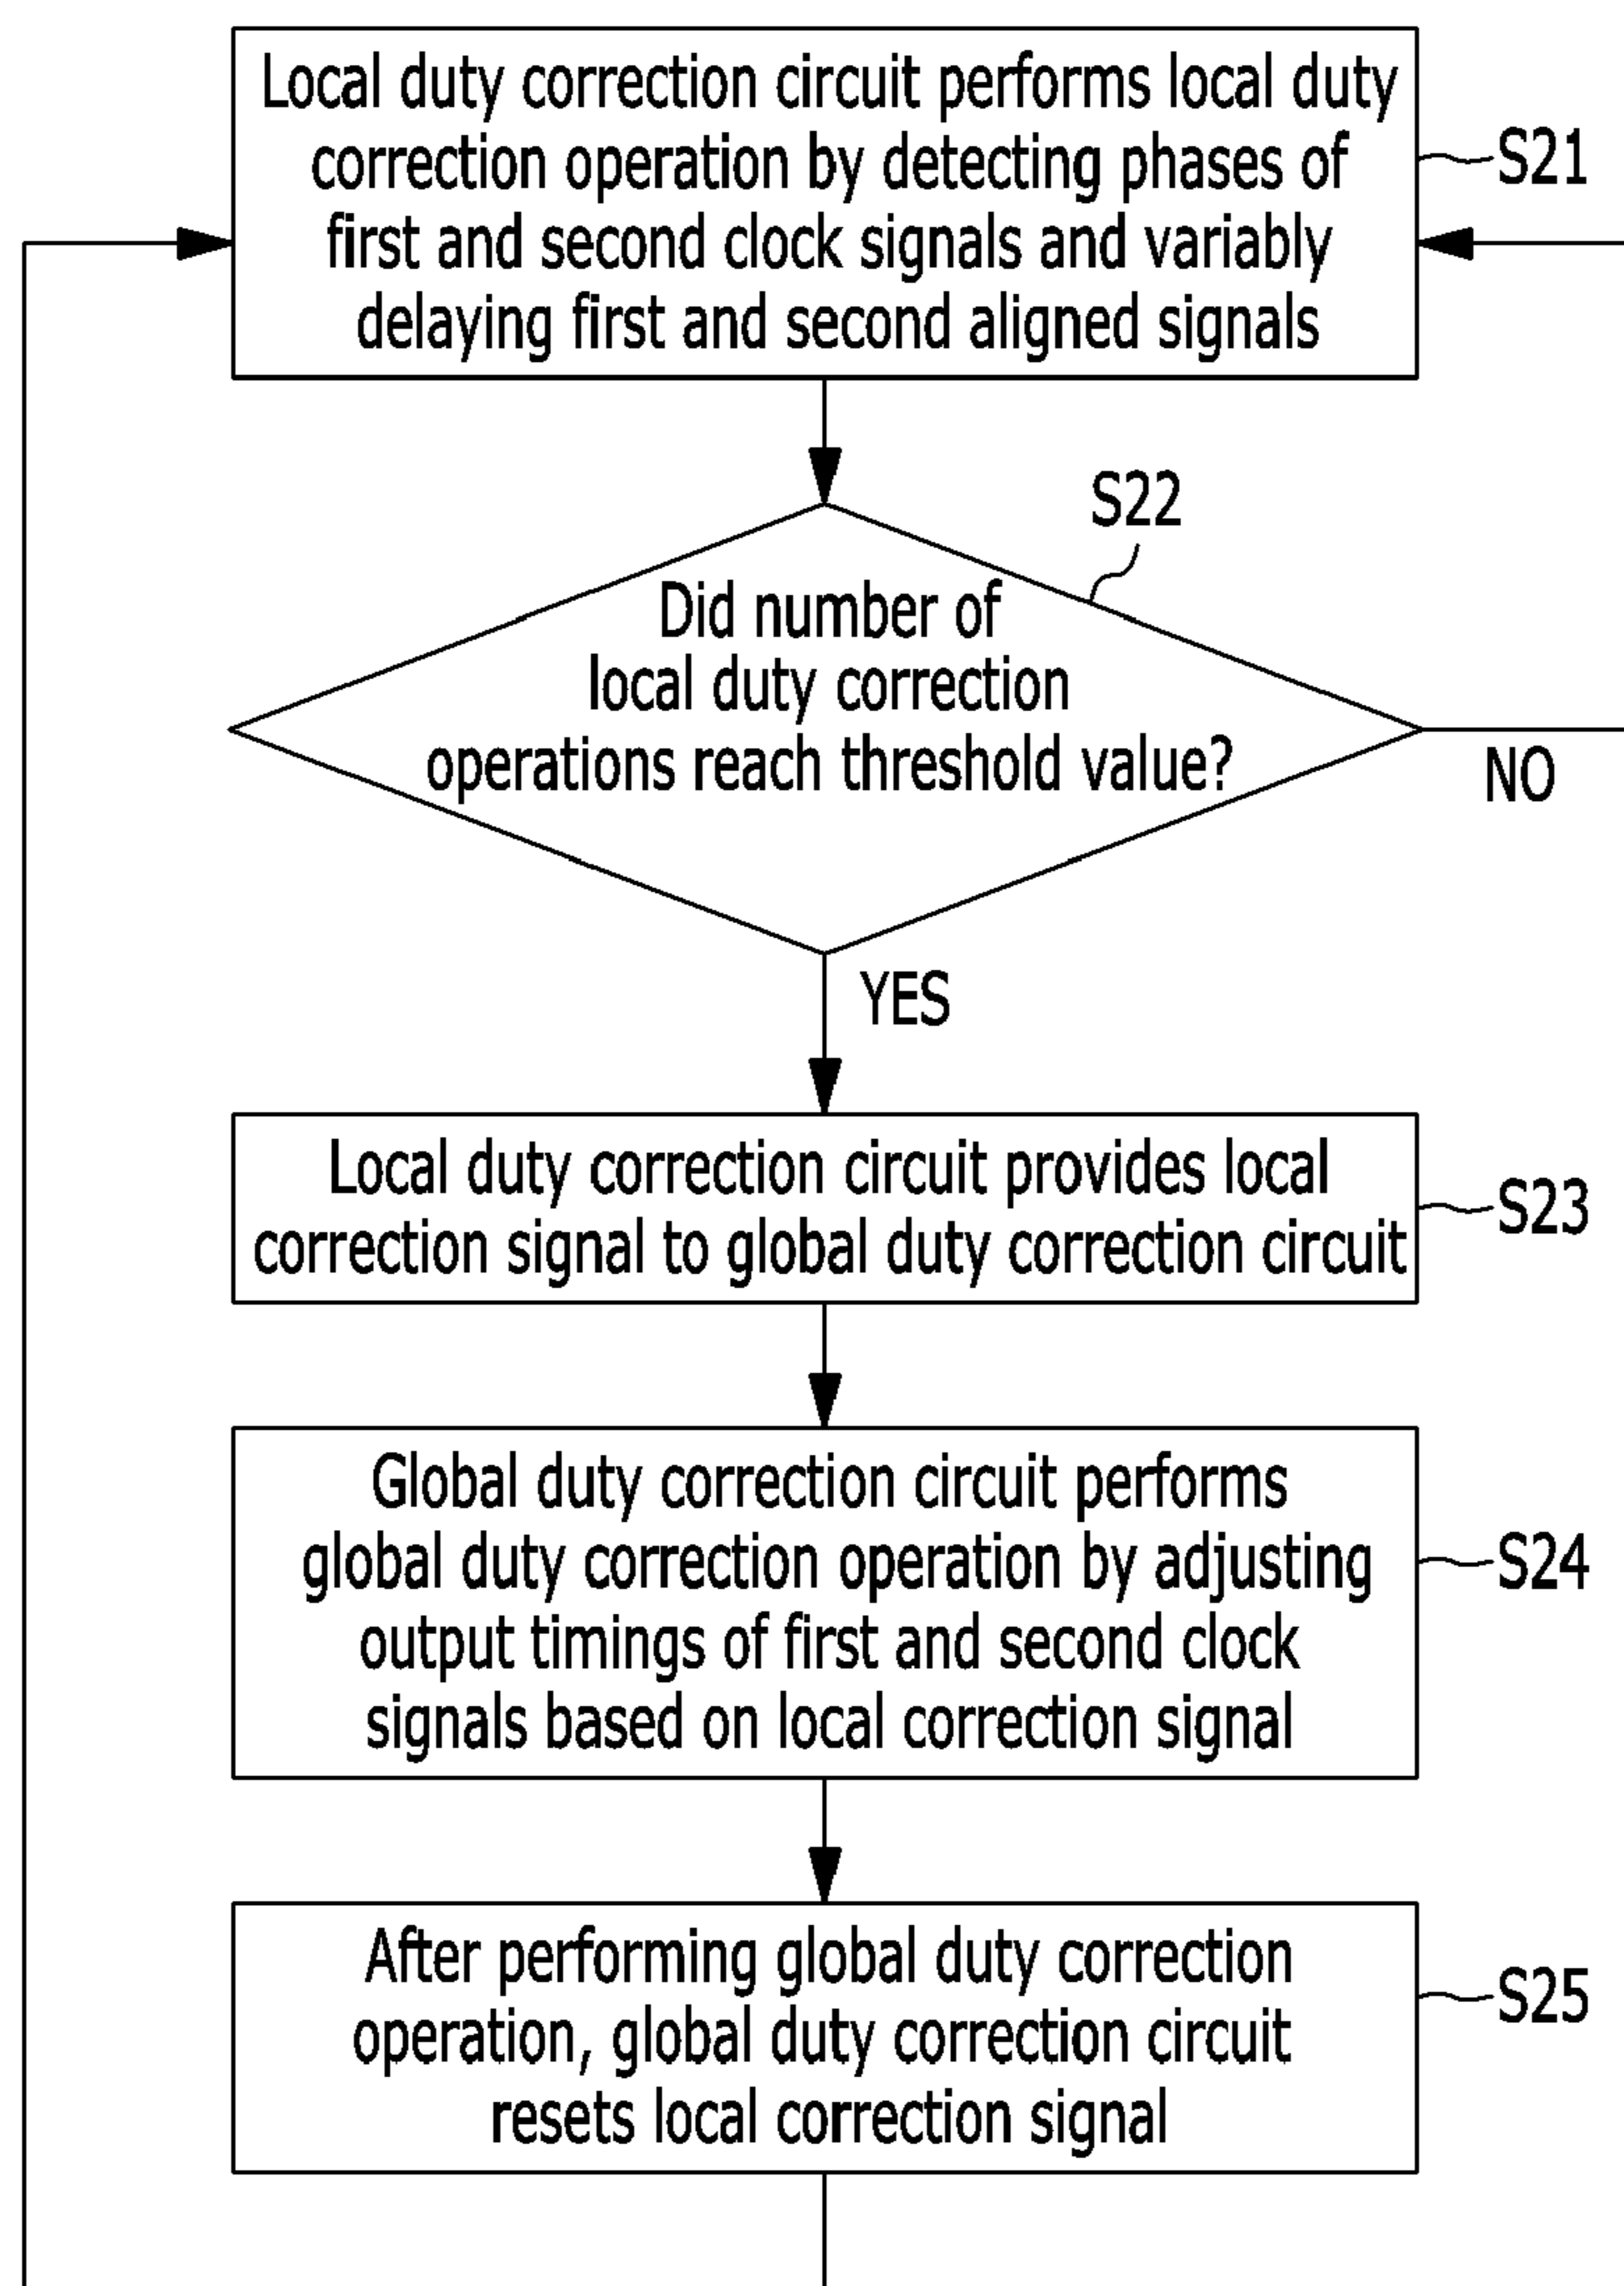 Local duty correction circuit performs local duty
correction operation by detecting phases of
first and second clock signals and variably
delaying first and second aligned signals
S21
S22
Did number of
local duty correction
operations reach threshold value?
NO
YES
Local duty correction circuit provides local
correction signal to global duty correction circuit
S23
Global duty correction circuit performs
global duty correction operation by adjusting
output timings of first and second clock
signals based on local correction signal
S24
After performing global duty correction
operation, global duty correction circuit
resets local correction signal
S25